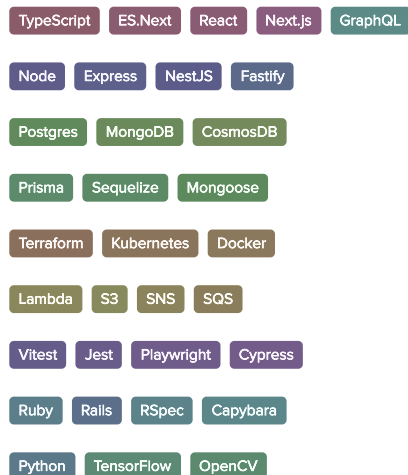 TypeScript ES.Next React Next.js GraphQL
Node Express NestJS Fastify
Postgres MongoDB CosmosDB
Prisma Sequelize Mongoose
Terraform Kubernetes Docker
Lambda S3 SNS SQS
Vitest Jest Playwright Cypress
Ruby Rails RSpec Capybara
Python TensorFlow OpenCV